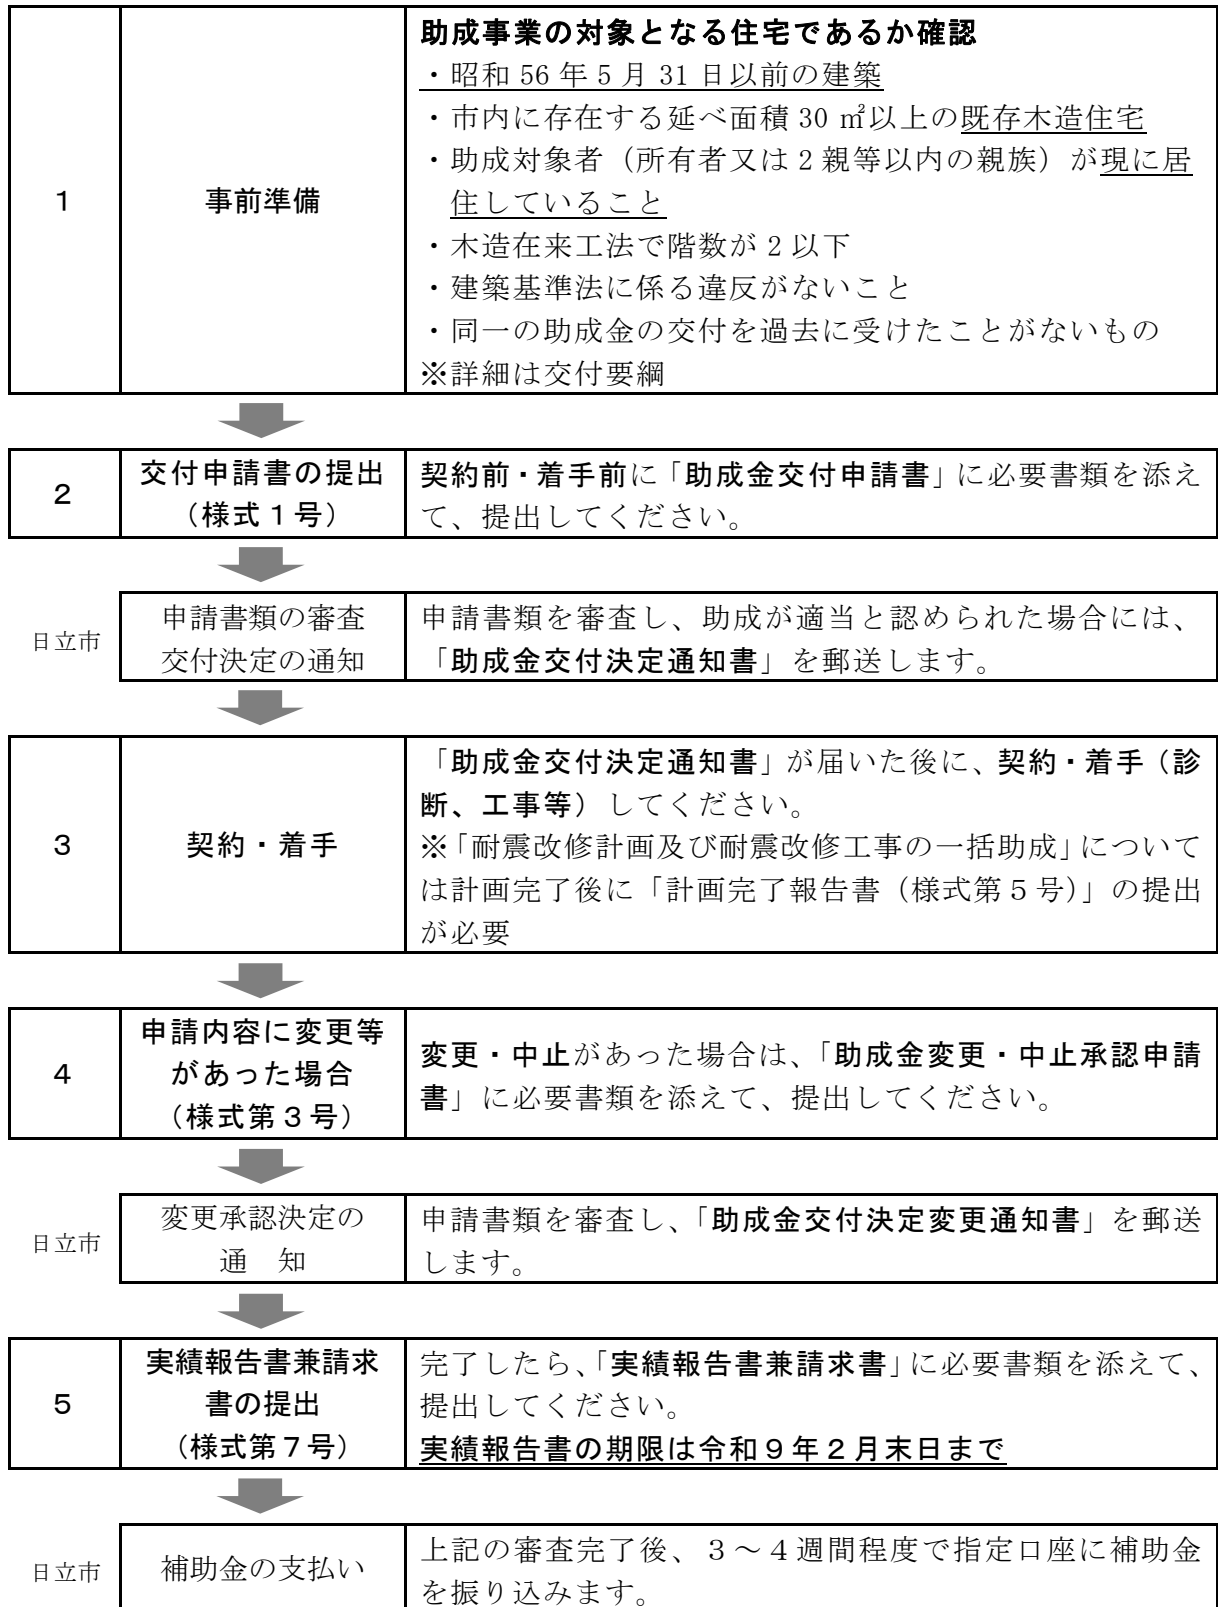 1
事前準備
助成事業の対象となる住宅であるか確認
・昭和 56 年 5 月 31 日以前の建築
・市内に存在する延べ面積 30 ㎡以上の既存木造住宅
・助成対象者（所有者又は 2 親等以内の親族）が現に居
住していること
・木造在来工法で階数が 2 以下
・建築基準法に係る違反がないこと
・同一の助成金の交付を過去に受けたことがないもの
※詳細は交付要綱
2
交付申請書の提出
（様式１号）
契約前・着手前に「助成金交付申請書」に必要書類を添え
て、提出してください。
日立市
申請書類の審査
交付決定の通知
申請書類を審査し、助成が適当と認められた場合には、
「助成金交付決定通知書」を郵送します。
3
契約・着手
「助成金交付決定通知書」が届いた後に、契約・着手（診
断、工事等）してください。
※「耐震改修計画及び耐震改修工事の一括助成」について
は計画完了後に「計画完了報告書（様式第５号）」の提出
が必要
4
申請内容に変更等
があった場合
（様式第３号）
変更・中止があった場合は、「助成金変更・中止承認申請
書」に必要書類を添えて、提出してください。
日立市
変更承認決定の
通　知
申請書類を審査し、「助成金交付決定変更通知書」を郵送
します。
5
実績報告書兼請求
書の提出
（様式第７号）
完了したら、「実績報告書兼請求書」に必要書類を添えて、
提出してください。
実績報告書の期限は令和９年２月末日まで
日立市
補助金の支払い
上記の審査完了後、３～４週間程度で指定口座に補助金
を振り込みます。